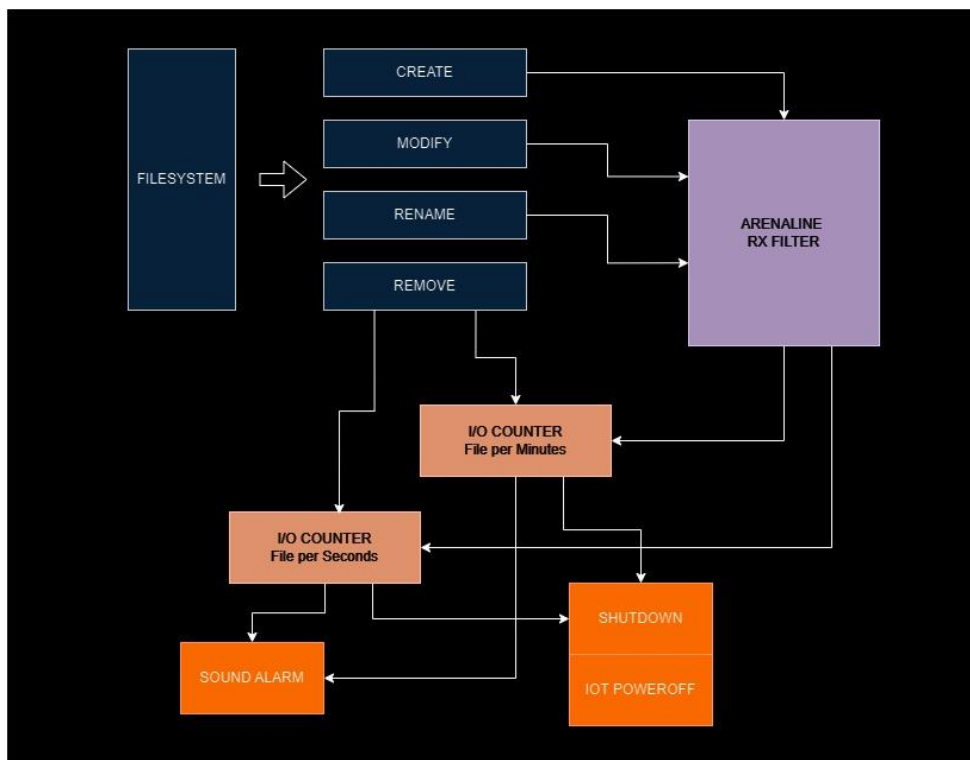 FILESYSTEM
CREATE
MODIFY
RENAME
REMOVE
ARENALINE
RX FILTER
I/O COUNTER
File per Minutes
I/O COUNTER
File per Seconds
SOUND ALARM
SHUTDOWN
IOT POWEROFF